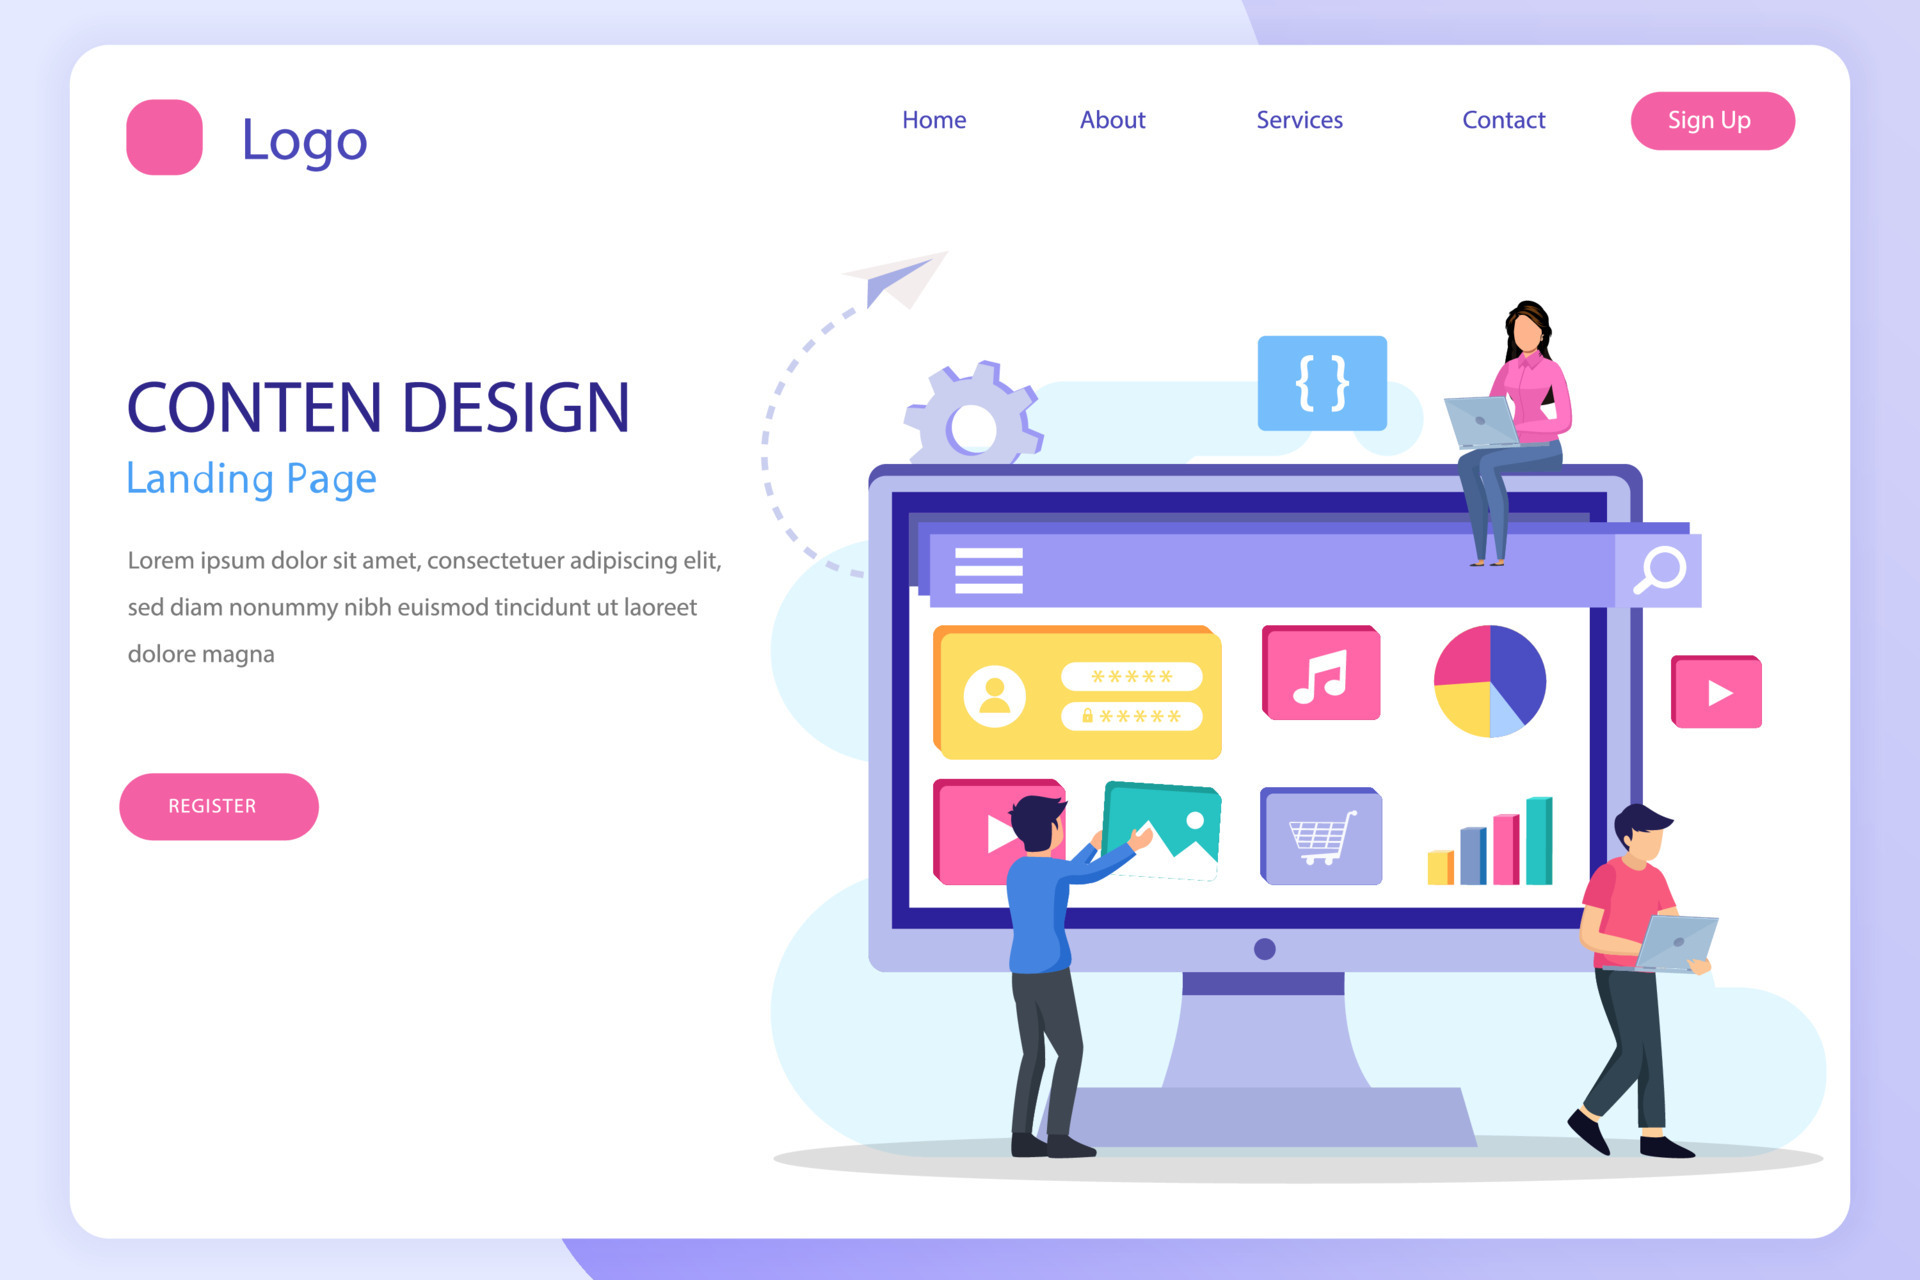 Logo
Home
About
Services
Contact
Sign Up
CONTEN DESIGN
Landing Page
Lorem ipsum dolor sit amet, consectetuer adipiscing elit,
sed diam nonummy nibh euismod tincidunt ut laoreet
dolore magna
REGISTER
{ }
*****
*****